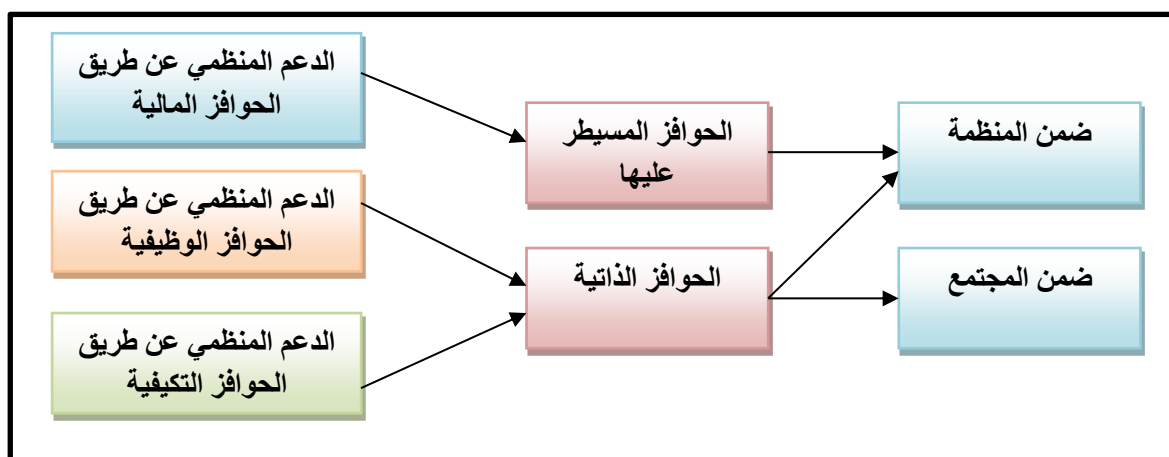 الدعم المنظمي عن طريق
الحوافز المالية
الحوافز المسيطر
عليها
ضمن المنظمة
الدعم المنظمي عن طريق
الحوافز الوظيفية
الحوافز الذاتية
ضمن المجتمع
الدعم المنظمي عن طريق
الحوافز التكيفية